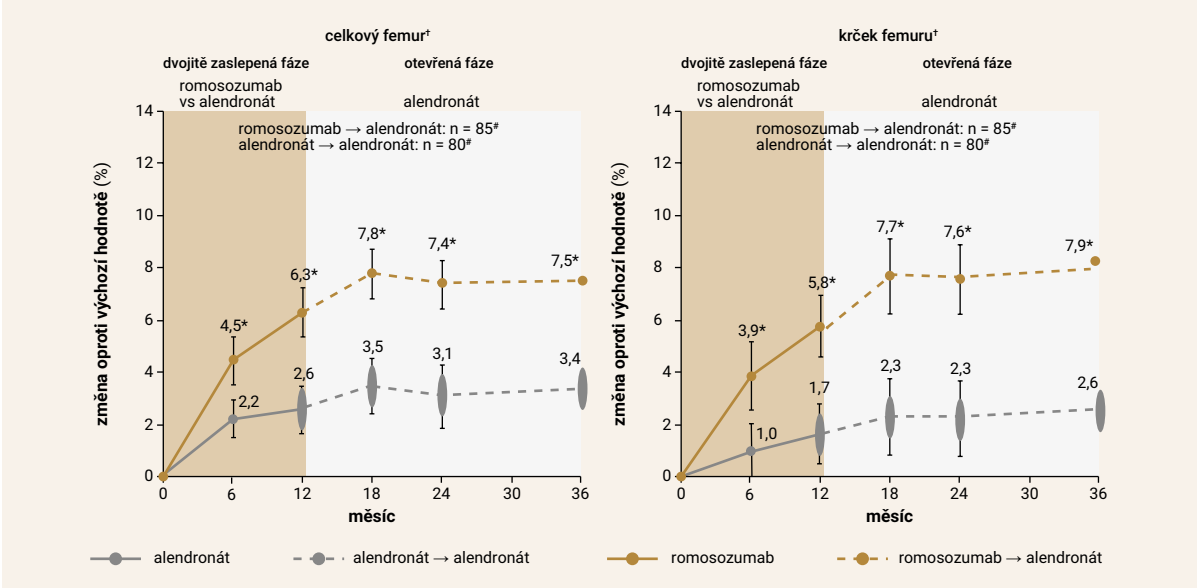 celkový femur†
dvojitě zaslepená fáze
otevřená fáze
romosozumab
vs alendronát
alendronát
romosozumab → alendronát: n = 85#
alendronát → alendronát: n = 80#
změna oproti výchozí hodnotě (%)
14
12
10
8
6
4
2
0
4,5*
6,3*
7,8*
7,4*
7,5*
2,2
2,6
3,5
3,1
3,4
0
6
12
18
24
30
36
měsíc
krček femuru†
dvojitě zaslepená fáze
otevřená fáze
romosozumab
vs alendronát
alendronát
romosozumab → alendronát: n = 85#
alendronát → alendronát: n = 80#
změna oproti výchozí hodnotě (%)
14
12
10
8
6
4
2
0
3,9*
5,8*
7,7*
7,6*
7,9*
1,0
1,7
2,3
2,3
2,6
0
6
12
18
24
30
36
měsíc
alendronát
alendronát → alendronát
romosozumab
romosozumab → alendronát